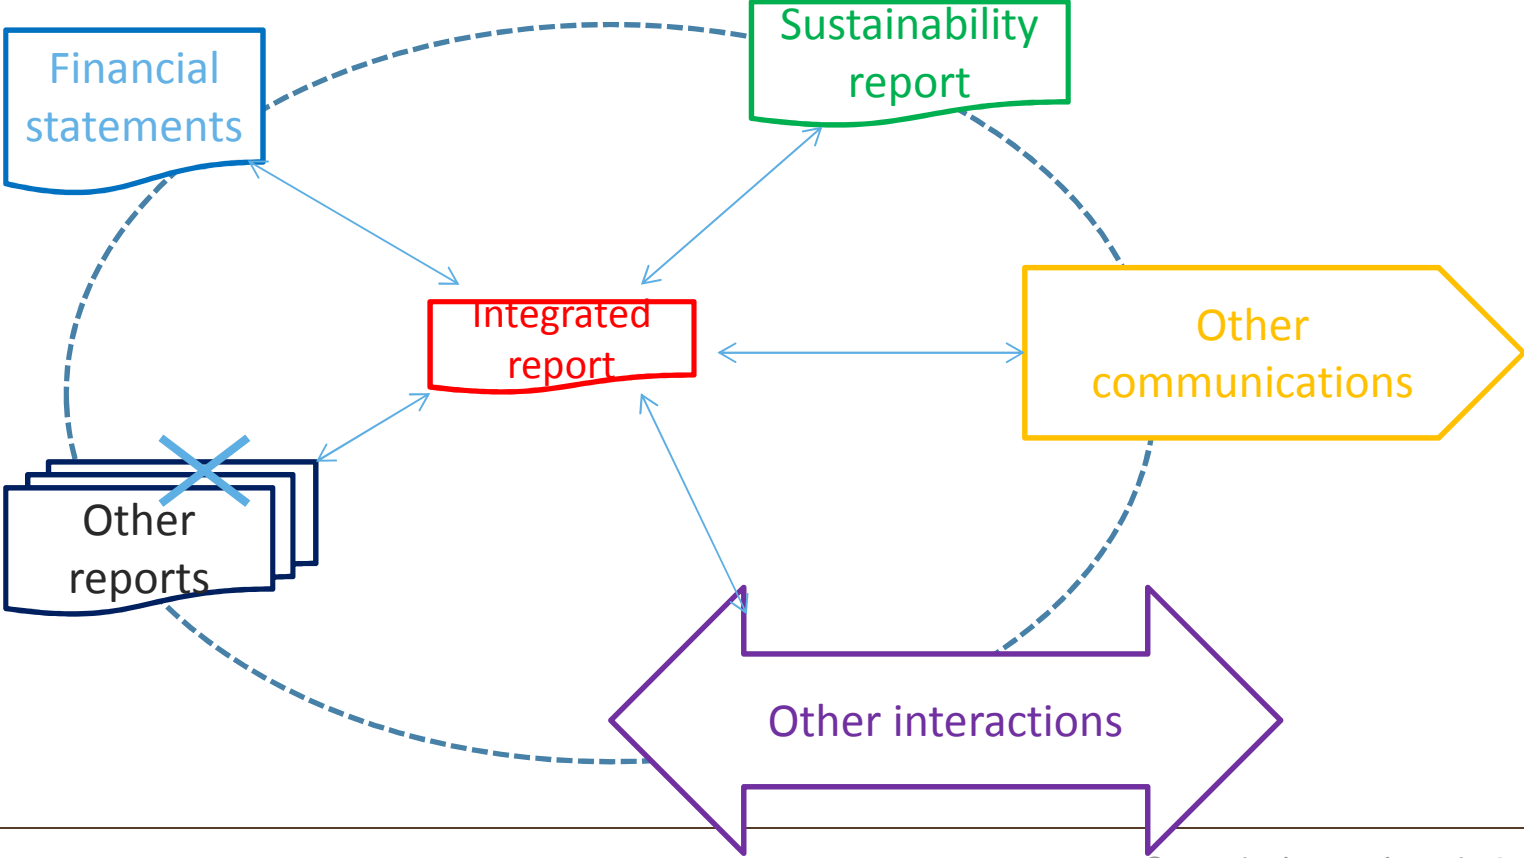 Sustainability
report
Financial
statements
Integrated
report
Other
communications
Other
reports
Other interactions